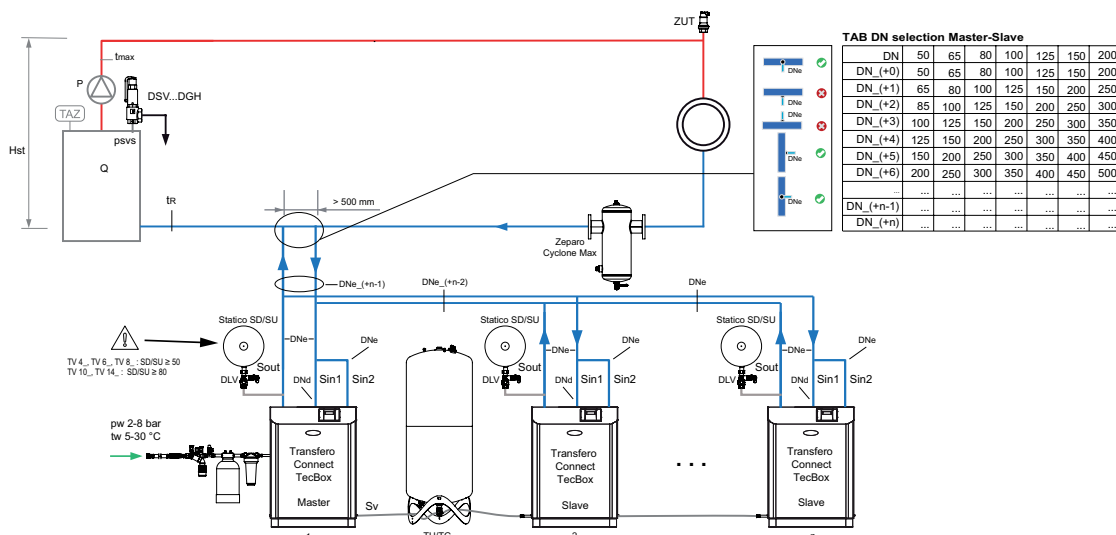 ZUT
TAB DN selection Master-Slave
DN 50 65 80 100 125 150 200
DN_(+0) 50 65 80 100 125 150 200
DN_(+1) 65 80 100 125 150 200 250
DN_(+2) 85 100 125 150 200 250 300
DN_(+3) 100 125 150 200 250 300 350
DN_(+4) 125 150 200 250 300 350 400
DN_(+5) 150 200 250 300 350 400 450
DN_(+6) 200 250 300 350 400 450 500
... ... ... ... ... ... ... ...
DN_(+n-1) ... ... ... ... ... ... ...
DN_(+n) ... ... ... ... ... ... ...
DNe
DNe
DNe
DNe
DNe
tmax
P
DSV...DGH
TAZ
psvs
Hst
Q
tR
> 500 mm
Zeparo
Cyclone Max
DNe_(+n-1)
DNe_(+n-2)
DNe
Statico SD/SU
Statico SD/SU
Statico SD/SU
TV 4_, TV 6_, TV 8_ : SD/SU ≥ 50
TV 10_, TV 14_ : SD/SU ≥ 80
DNe
DNe
DNe
DNe
DNe
DNe
Sout
Sout
Sout
DLV
DLV
DLV
DNd
DNd
DNd
Sin1
Sin2
Sin1
Sin2
Sin1
Sin2
pw 2-8 bar
tw 5-30 °C
Transfero
Connect
TecBox
Master
Sv
Transfero
Connect
TecBox
Slave
. . .
Transfero
Connect
TecBox
Slave